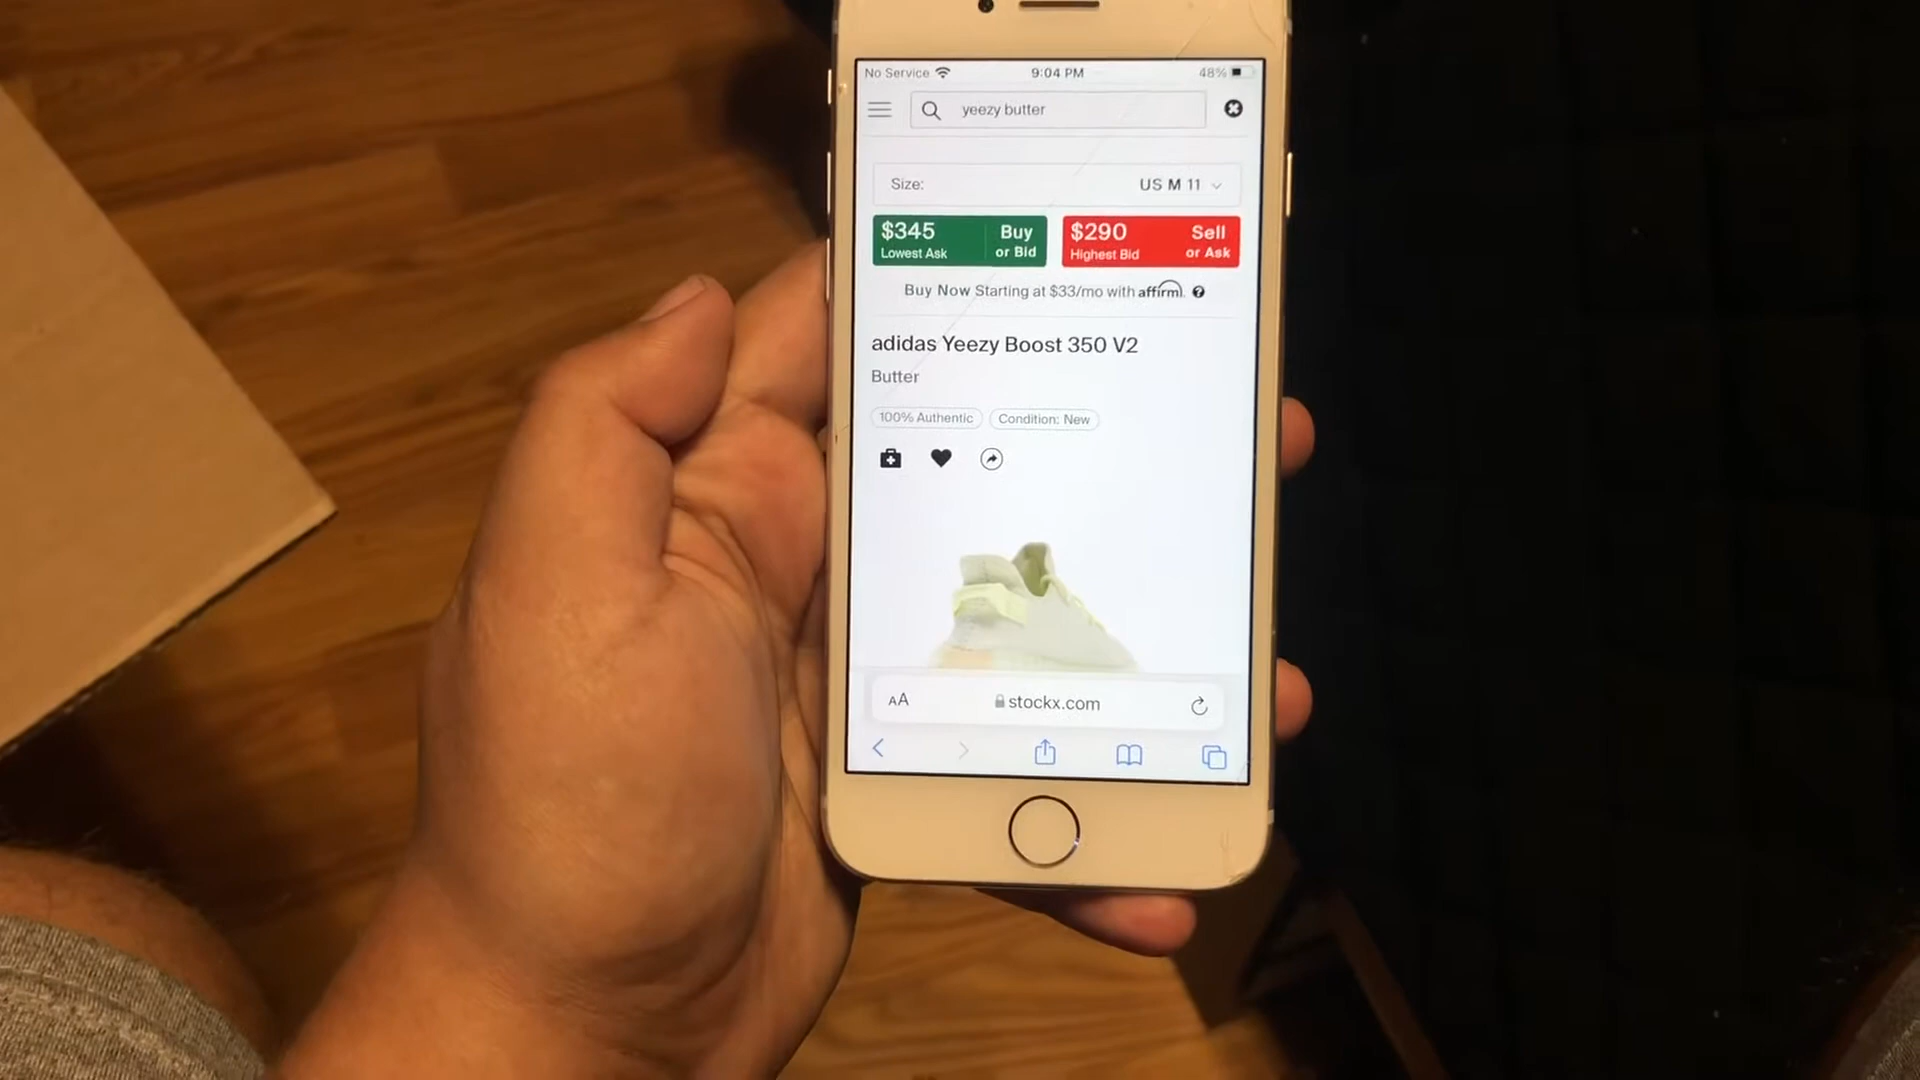 No Service 9:04 PM 48%
yeezy butter
Size: US M 11
$345 Buy $290 Sell
Lowest Ask or Bid Highest Bid or Ask
Buy Now Starting at $33/mo with affirm. ?
adidas Yeezy Boost 350 V2
Butter
100% Authentic Condition: New
AA stockx.com